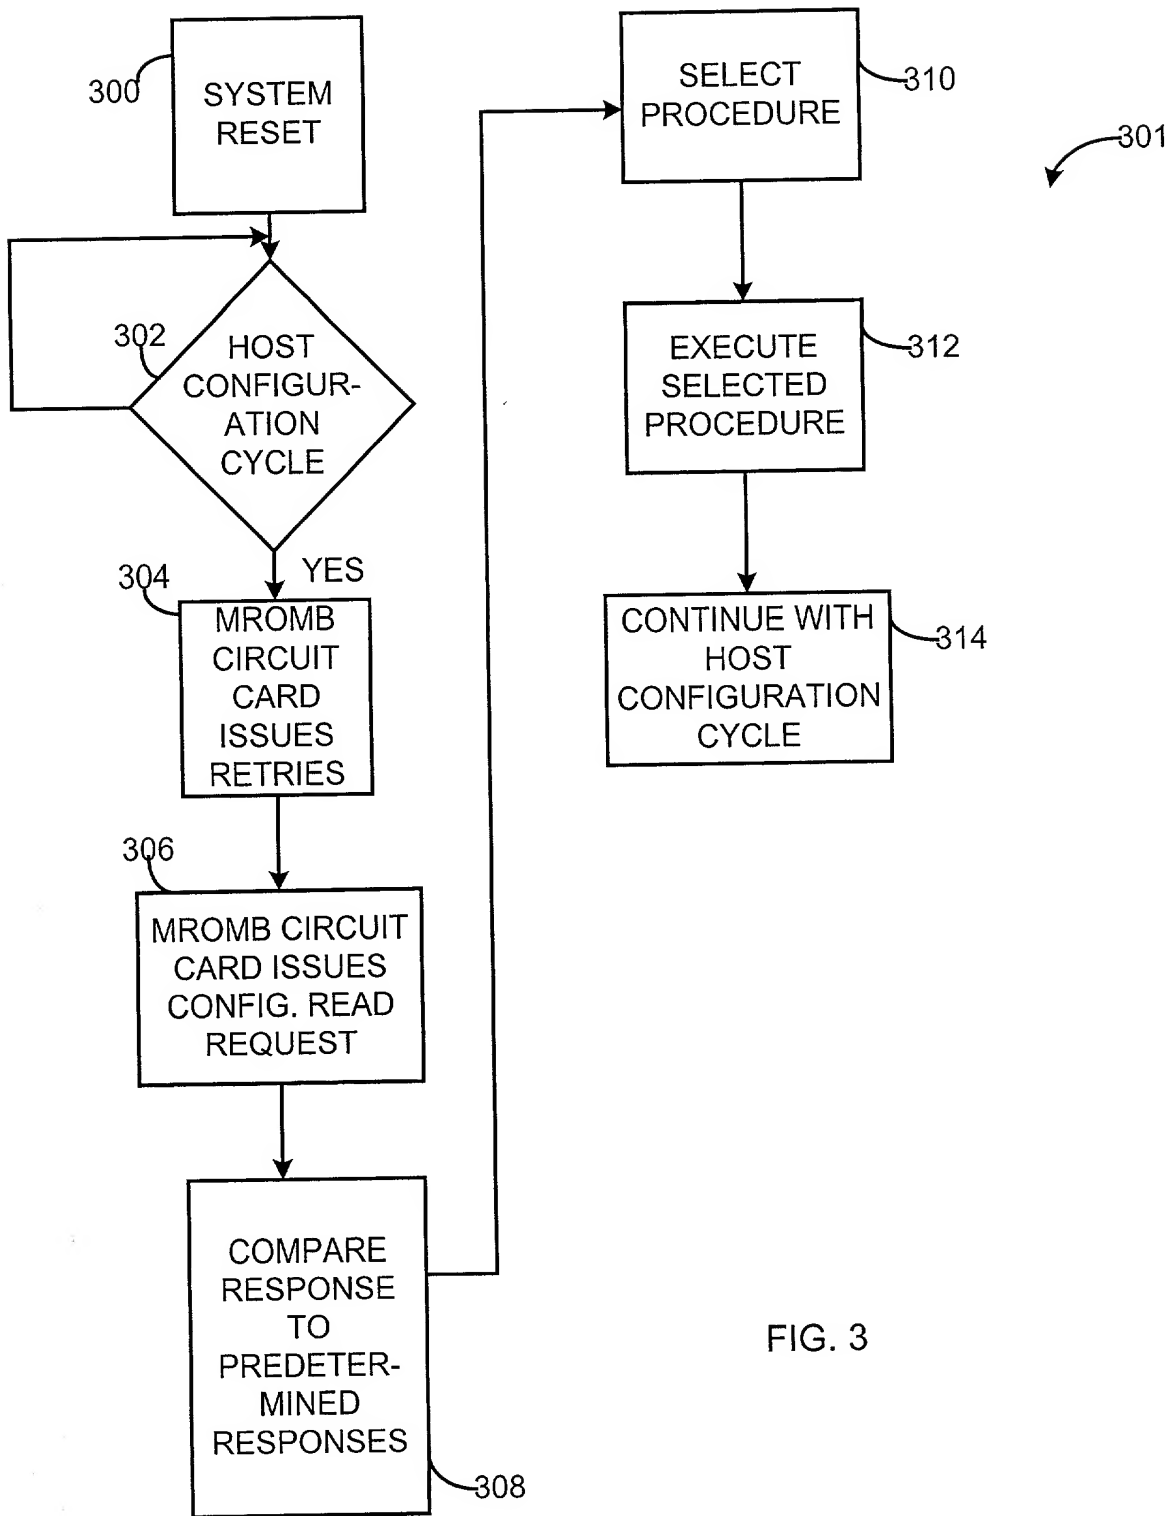 300
SYSTEM
RESET
302
HOST
CONFIGUR-
ATION
CYCLE
YES
304
MROMB
CIRCUIT
CARD
ISSUES
RETRIES
306
MROMB CIRCUIT
CARD ISSUES
CONFIG. READ
REQUEST
COMPARE
RESPONSE
TO
PREDETER-
MINED
RESPONSES
308
SELECT
PROCEDURE
310
301
EXECUTE
SELECTED
PROCEDURE
312
CONTINUE WITH
HOST
CONFIGURATION
CYCLE
314
FIG. 3